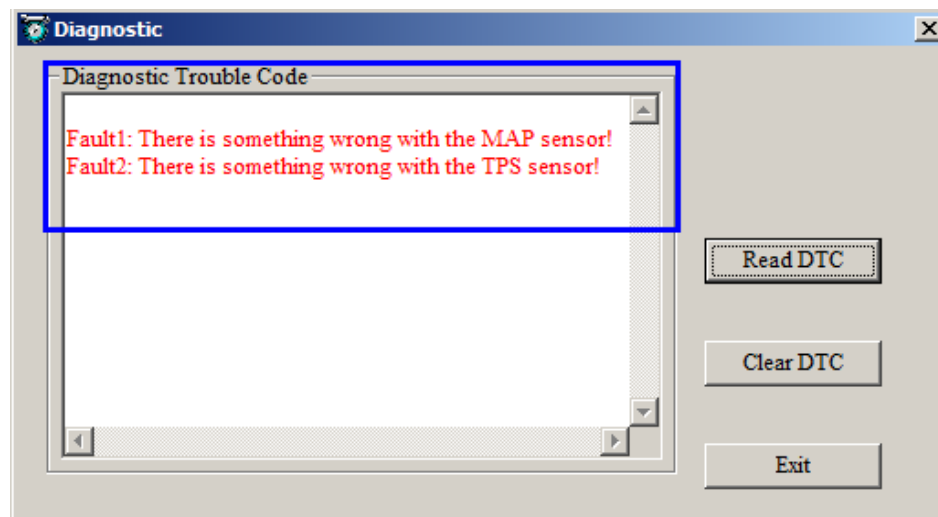 Diagnostic
Diagnostic Trouble Code
Fault1: There is something wrong with the MAP sensor!
Fault2: There is something wrong with the TPS sensor!
Read DTC
Clear DTC
Exit